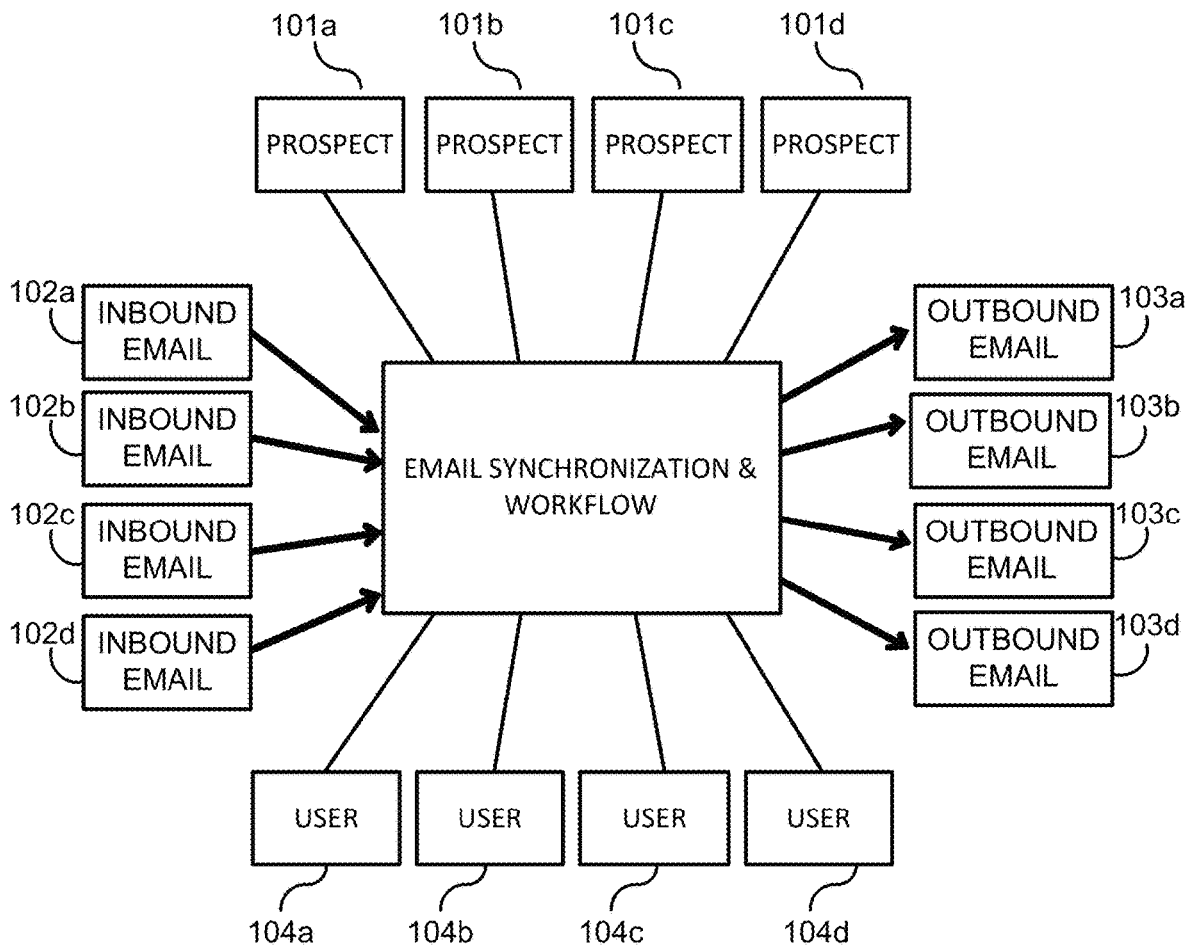 101a
101b
101c
101d
PROSPECT
PROSPECT
PROSPECT
PROSPECT
102a
INBOUND
EMAIL
102b
INBOUND
EMAIL
102c
INBOUND
EMAIL
102d
INBOUND
EMAIL
EMAIL SYNCHRONIZATION &
WORKFLOW
OUTBOUND
EMAIL
103a
OUTBOUND
EMAIL
103b
OUTBOUND
EMAIL
103c
OUTBOUND
EMAIL
103d
USER
USER
USER
USER
104a
104b
104c
104d